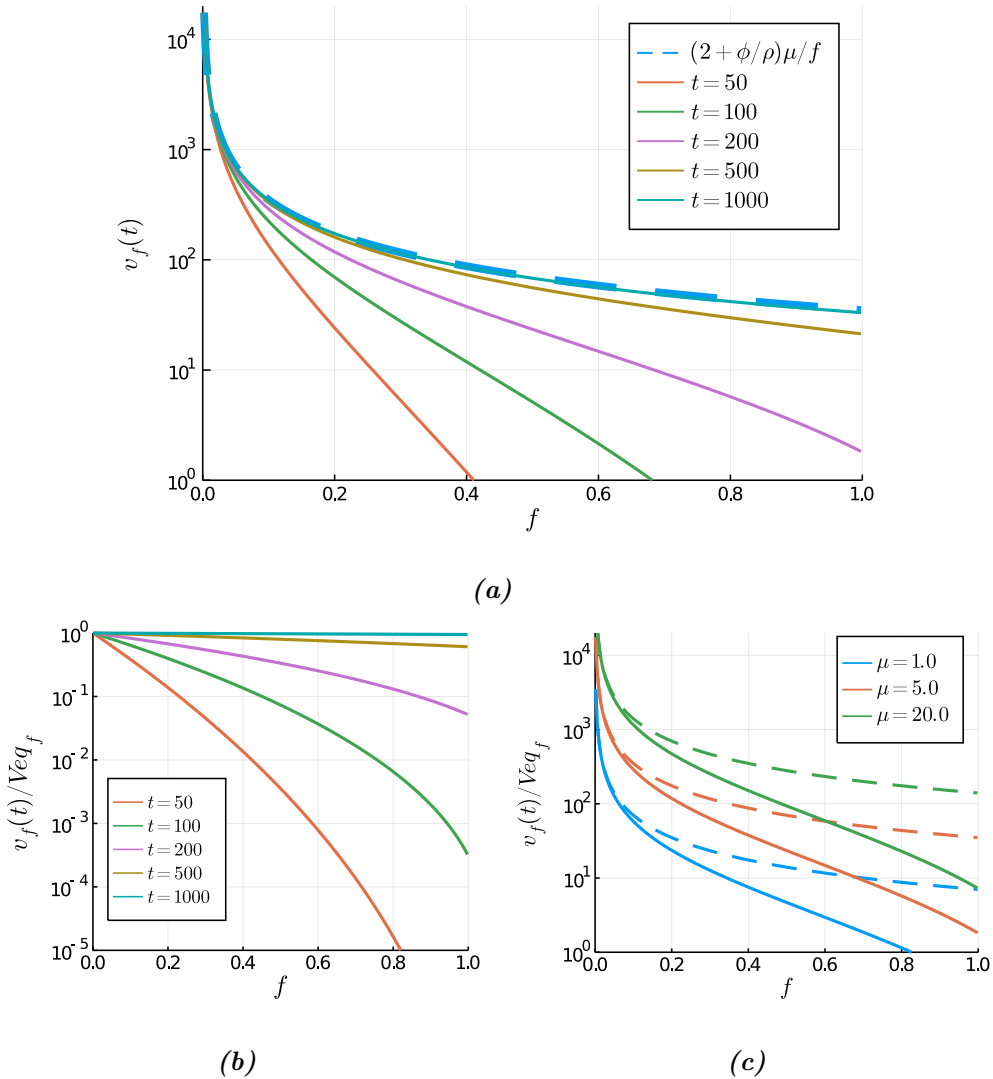 10^4
10^3
10^2
10^1
10^0
v_f(t)
(2 + ϕ/ρ)μ/f
t = 50
t = 100
t = 200
t = 500
t = 1000
0.0 0.2 0.4 0.6 0.8 1.0
f
(a)
10^0
10^-1
10^-2
10^-3
10^-4
10^-5
v_f(t)/Veq_f
t = 50
t = 100
t = 200
t = 500
t = 1000
0.0 0.2 0.4 0.6 0.8 1.0
f
(b)
10^4
10^3
10^2
10^1
10^0
v_f(t)/Veq_f
μ = 1.0
μ = 5.0
μ = 20.0
0.0 0.2 0.4 0.6 0.8 1.0
f
(c)